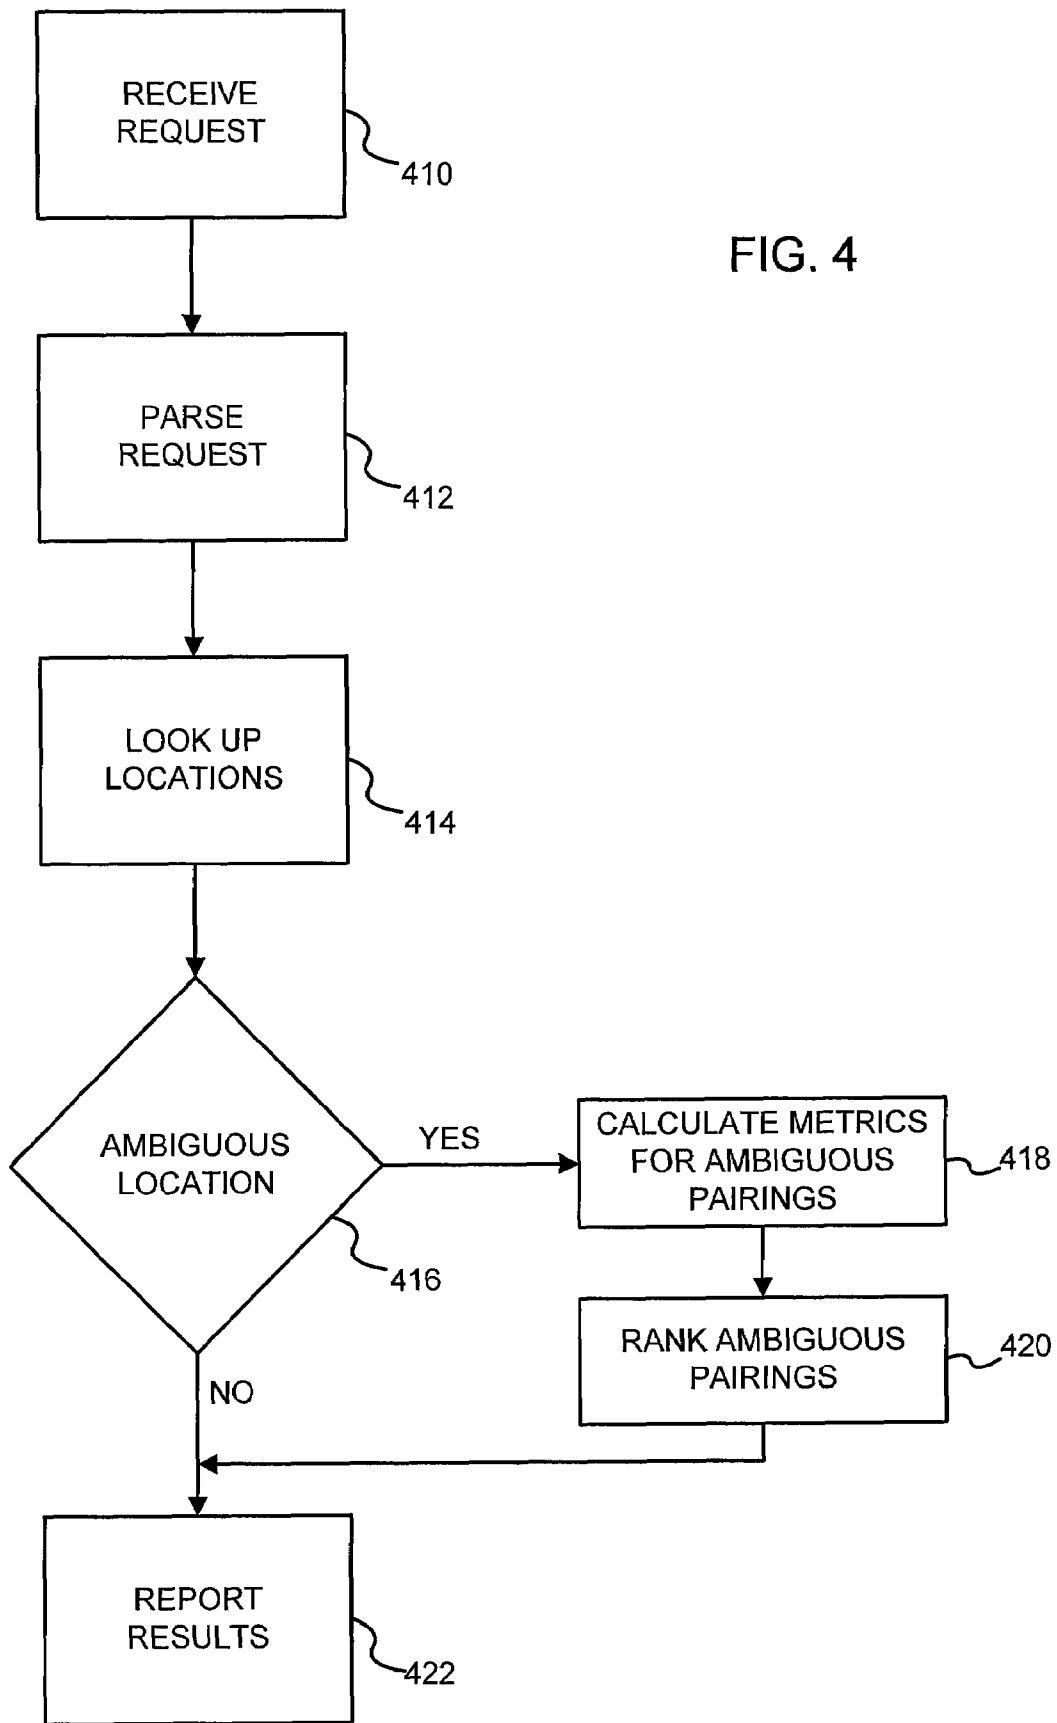 RECEIVE
REQUEST
410
FIG. 4
PARSE
REQUEST
412
LOOK UP
LOCATIONS
414
AMBIGUOUS
LOCATION
416
YES
CALCULATE METRICS
FOR AMBIGUOUS
PAIRINGS
418
RANK AMBIGUOUS
PAIRINGS
420
NO
REPORT
RESULTS
422